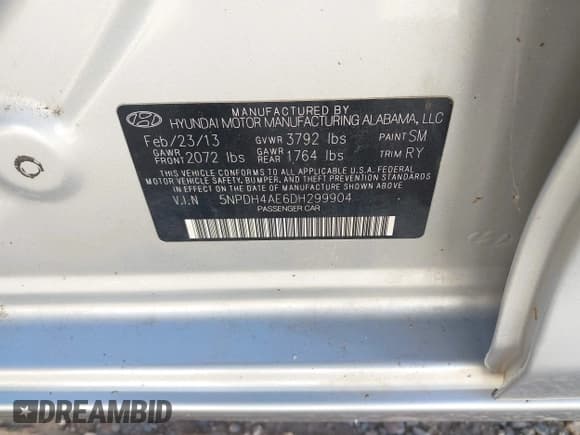 MANUFACTURED BY
HYUNDAI MOTOR MANUFACTURING ALABAMA, LLC
Feb/23/13 GVWR 3792 lbs PAINT SM
GAWR FRONT 2072 lbs GAWR REAR 1764 lbs TRIM RY
THIS VEHICLE CONFORMS TO ALL APPLICABLE U.S.A. FEDERAL
MOTOR VEHICLE SAFETY, BUMPER, AND THEFT PREVENTION STANDARDS
IN EFFECT ON THE DATE OF MANUFACTURE SHOWN ABOVE.
V.I.N 5NPDH4AE6DH299904
PASSENGER CAR
DREAMBID